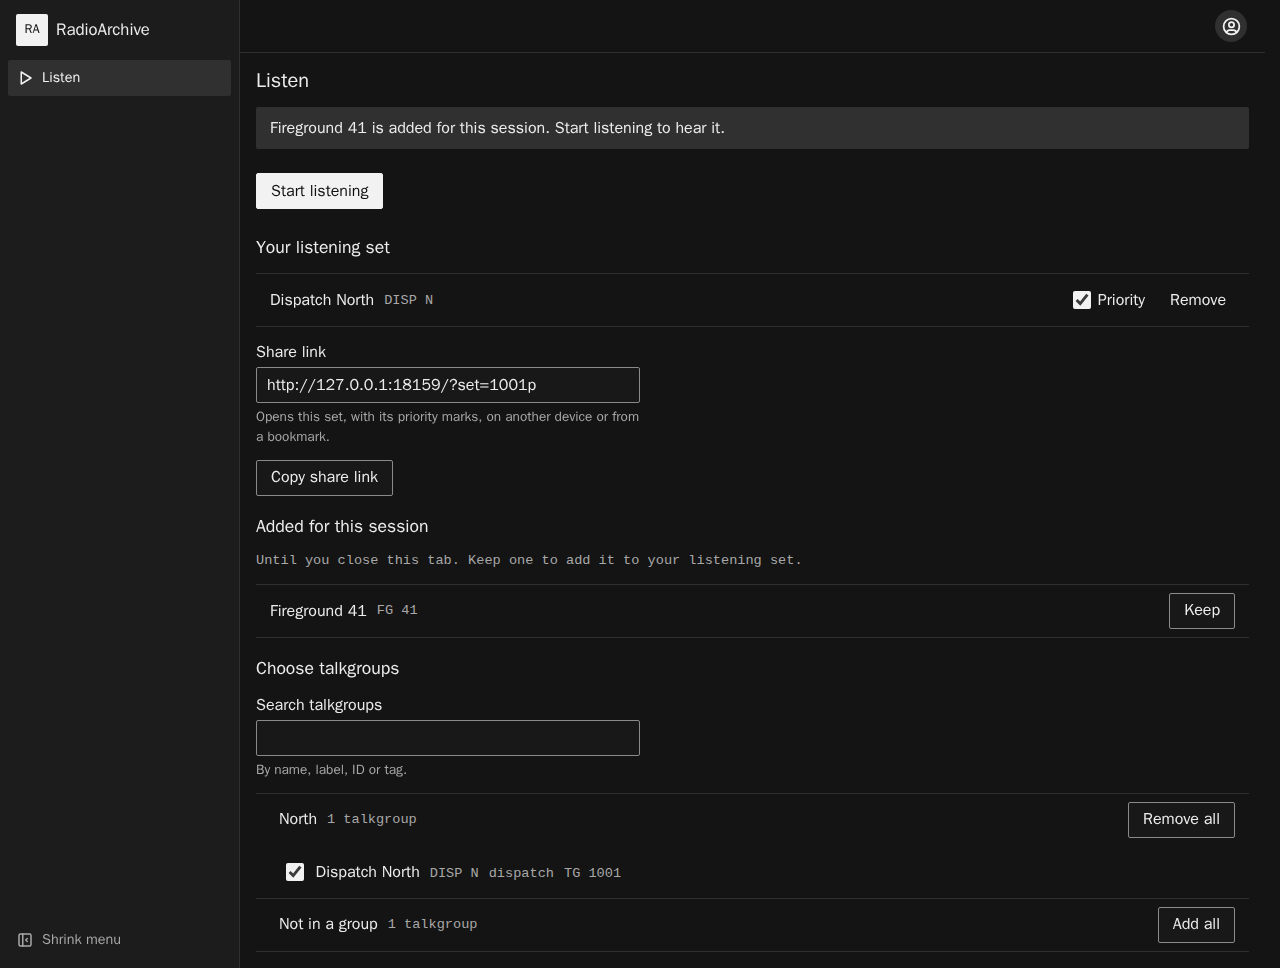 RA RadioArchive
Listen
Listen
Fireground 41 is added for this session. Start listening to hear it.
Start listening
Your listening set
Dispatch North DISP N Priority Remove
Share link
http://127.0.0.1:18159/?set=1001p
Opens this set, with its priority marks, on another device or from
a bookmark.
Copy share link
Added for this session
Until you close this tab. Keep one to add it to your listening set.
Fireground 41 FG 41 Keep
Choose talkgroups
Search talkgroups
By name, label, ID or tag.
North 1 talkgroup Remove all
Dispatch North DISP N dispatch TG 1001
Not in a group 1 talkgroup Add all
Shrink menu